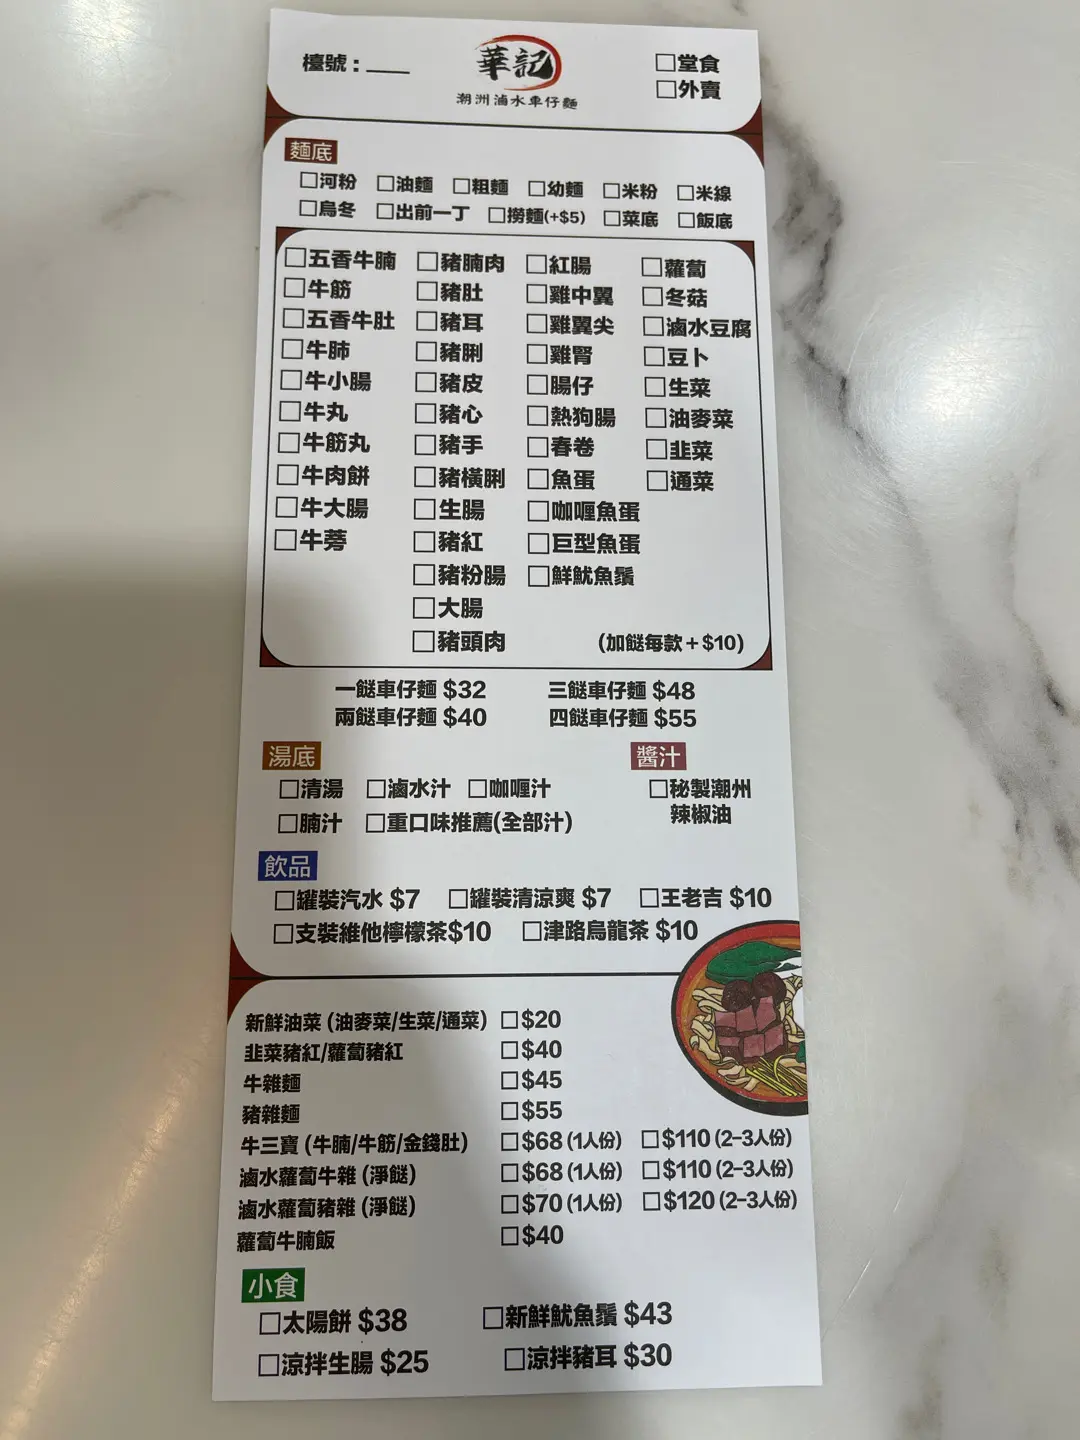 檯號：____ 華記 □堂食
潮洲滷水車仔麵 □外賣
麵底
□河粉 □油麵 □粗麵 □幼麵 □米粉 □米線
□烏冬 □出前一丁 □撈麵(+$5) □菜底 □飯底
□五香牛腩 □豬腩肉 □紅腸 □蘿蔔
□牛筋 □豬肚 □雞中翼 □冬菇
□五香牛肚 □豬耳 □雞翼尖 □滷水豆腐
□牛肺 □豬脷 □雞腎 □豆卜
□牛小腸 □豬皮 □腸仔 □生菜
□牛丸 □豬心 □熱狗腸 □油麥菜
□牛筋丸 □豬手 □春卷 □韭菜
□牛肉餅 □豬橫脷 □魚蛋 □通菜
□牛大腸 □生腸 □咖喱魚蛋
□牛蒡 □豬紅 □巨型魚蛋
□豬粉腸 □鮮魷魚鬚
□大腸
□豬頭肉 (加餸每款＋$10)
一餸車仔麵 $32 三餸車仔麵 $48
兩餸車仔麵 $40 四餸車仔麵 $55
湯底 醬汁
□清湯 □滷水汁 □咖喱汁 □秘製潮州
□腩汁 □重口味推薦(全部汁) 辣椒油
飲品
□罐裝汽水 $7 □罐裝清涼爽 $7 □王老吉 $10
□支裝維他檸檬茶$10 □津路烏龍茶 $10
新鮮油菜 (油麥菜/生菜/通菜) □$20
韭菜豬紅/蘿蔔豬紅 □$40
牛雜麵 □$45
豬雜麵 □$55
牛三寶 (牛腩/牛筋/金錢肚) □$68 (1人份) □$110 (2-3人份)
滷水蘿蔔牛雜 (淨餸) □$68 (1人份) □$110 (2-3人份)
滷水蘿蔔豬雜 (淨餸) □$70 (1人份) □$120 (2-3人份)
蘿蔔牛腩飯 □$40
小食
□太陽餅 $38 □新鮮魷魚鬚 $43
□涼拌生腸 $25 □涼拌豬耳 $30